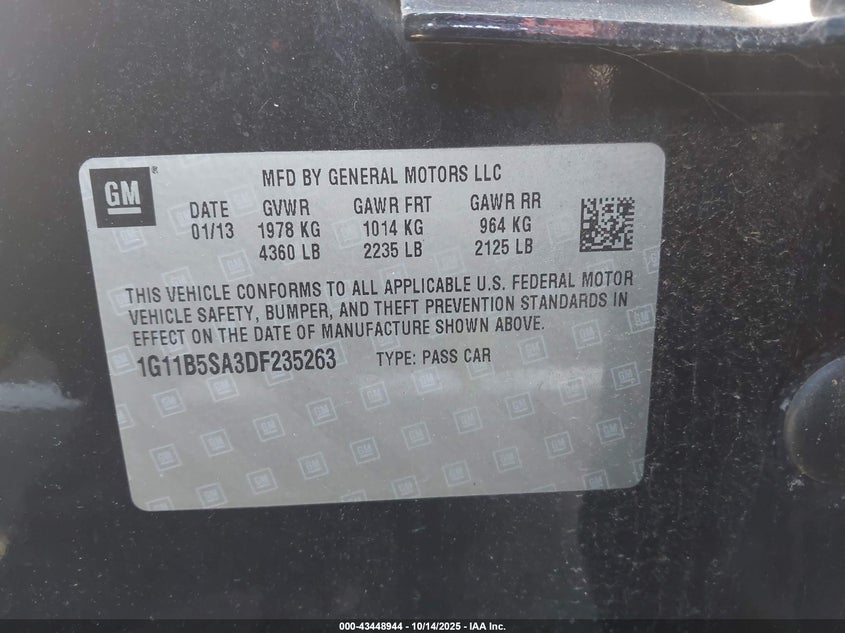 GM®
MFD BY GENERAL MOTORS LLC
DATE GVWR GAWR FRT GAWR RR
01/13 1978 KG 1014 KG 964 KG
4360 LB 2235 LB 2125 LB
THIS VEHICLE CONFORMS TO ALL APPLICABLE U.S. FEDERAL MOTOR
VEHICLE SAFETY, BUMPER, AND THEFT PREVENTION STANDARDS IN
EFFECT ON THE DATE OF MANUFACTURE SHOWN ABOVE.
1G11B5SA3DF235263 TYPE: PASS CAR
000-43448944 | 10/14/2025 | IAA Inc.